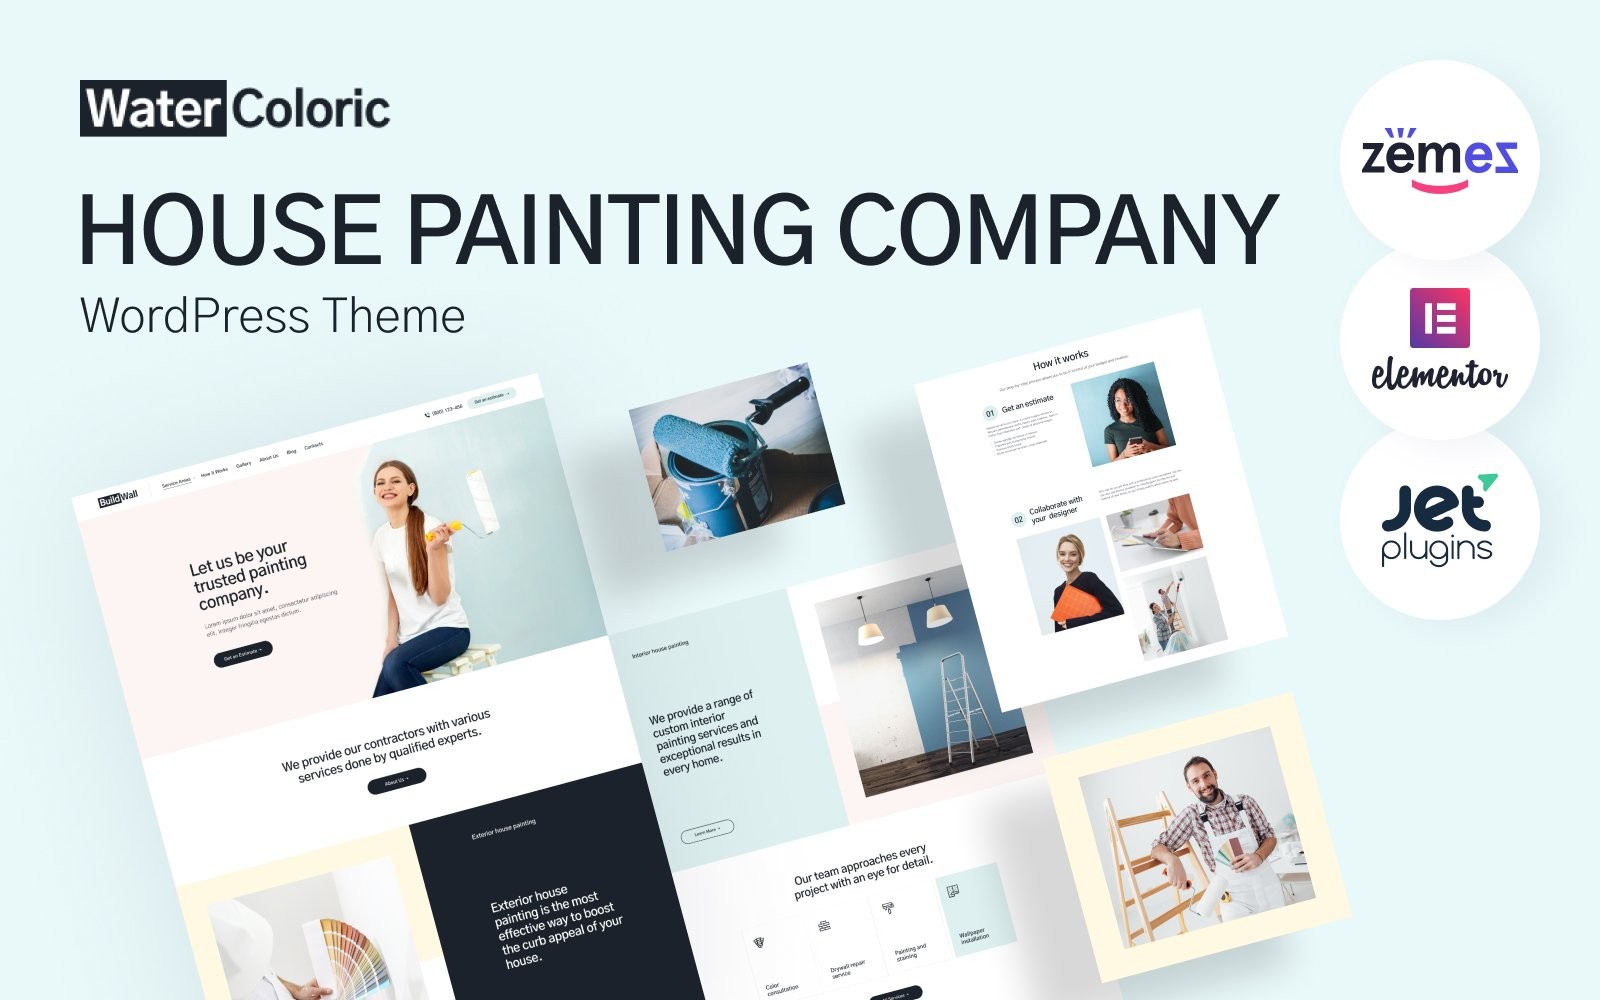 Water Coloric
HOUSE PAINTING COMPANY
WordPress Theme
zemez
elementor
Jet
plugins
BuildWall
Service Areas
How It Works
Gallery
About Us
Blog
Contacts
(800) 123-456
Get an estimate →
Let us be your
trusted painting
company.
Lorem ipsum dolor sit amet, consectetur adipiscing
elit. Integer fringilla egestas dictum.
Get an Estimate →
We provide our contractors with various
services done by qualified experts.
About Us →
Exterior house painting
Exterior house
painting is the most
effective way to boost
the curb appeal of your
house.
Interior house painting
We provide a range of
custom interior
painting services and
exceptional results in
every home.
Learn More →
Our team approaches every
project with an eye for detail.
Color
consultation
Drywall repair
service
Painting and
staining
Wallpaper
installation
How it works
01
Get an estimate
02
Collaborate with
your designer